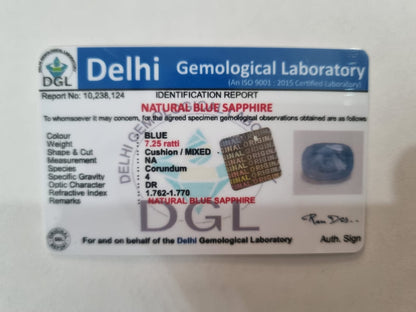 DGL
Delhi Gemological Laboratory
(An ISO 9001 : 2015 Certified Laboratory)
Report No: 10,238,124 IDENTIFICATION REPORT
NATURAL BLUE SAPPHIRE
To whomsoever it may concern, for the agreed specimen gemological observations obtained are as:
Colour BLUE
Weight 7.25 ratti
Shape & Cut Cushion / MIXED
Measurement NA
Species Corundum
Specific Gravity 4
Optic Character DR
Refractive Index 1.762-1.770
Remarks NATURAL BLUE SAPPHIRE
ORIGINAL
DGL
For and on behalf of the Delhi Gemological Laboratory Auth. Sign